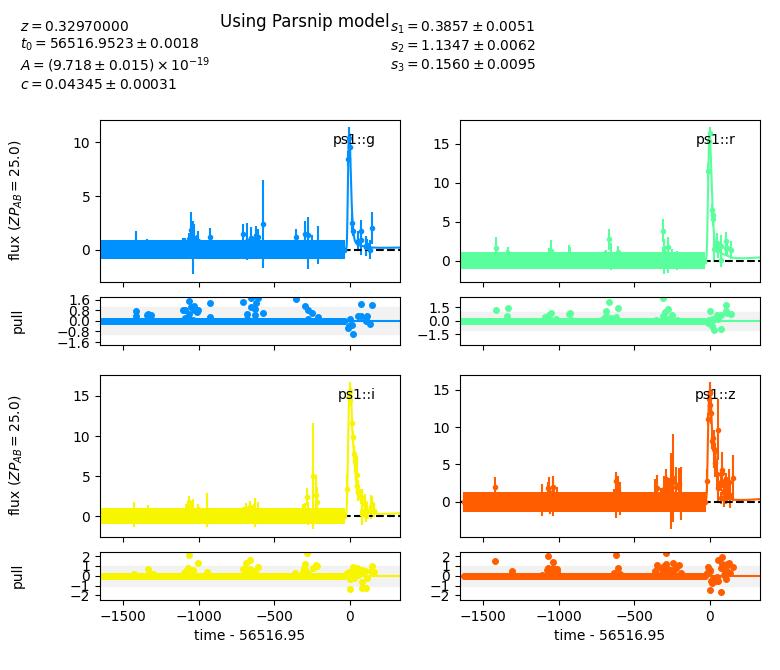 Using Parsnip model
z = 0.32970000
t₀ = 56516.9523 ± 0.0018
A = (9.718 ± 0.015) × 10⁻¹⁹
c = 0.04345 ± 0.00031
s₁ = 0.3857 ± 0.0051
s₂ = 1.1347 ± 0.0062
s₃ = 0.1560 ± 0.0095
flux (ZP_AB = 25.0)
ps1::g
10
5
0
ps1::r
15
10
5
0
pull
1.6
0.8
0.0
−0.8
−1.6
1.5
0.0
−1.5
flux (ZP_AB = 25.0)
ps1::i
15
10
5
0
ps1::z
15
10
5
0
pull
2
1
0
−1
−2
2
1
0
−1
−2
−1500 −1000 −500 0
time - 56516.95
−1500 −1000 −500 0
time - 56516.95